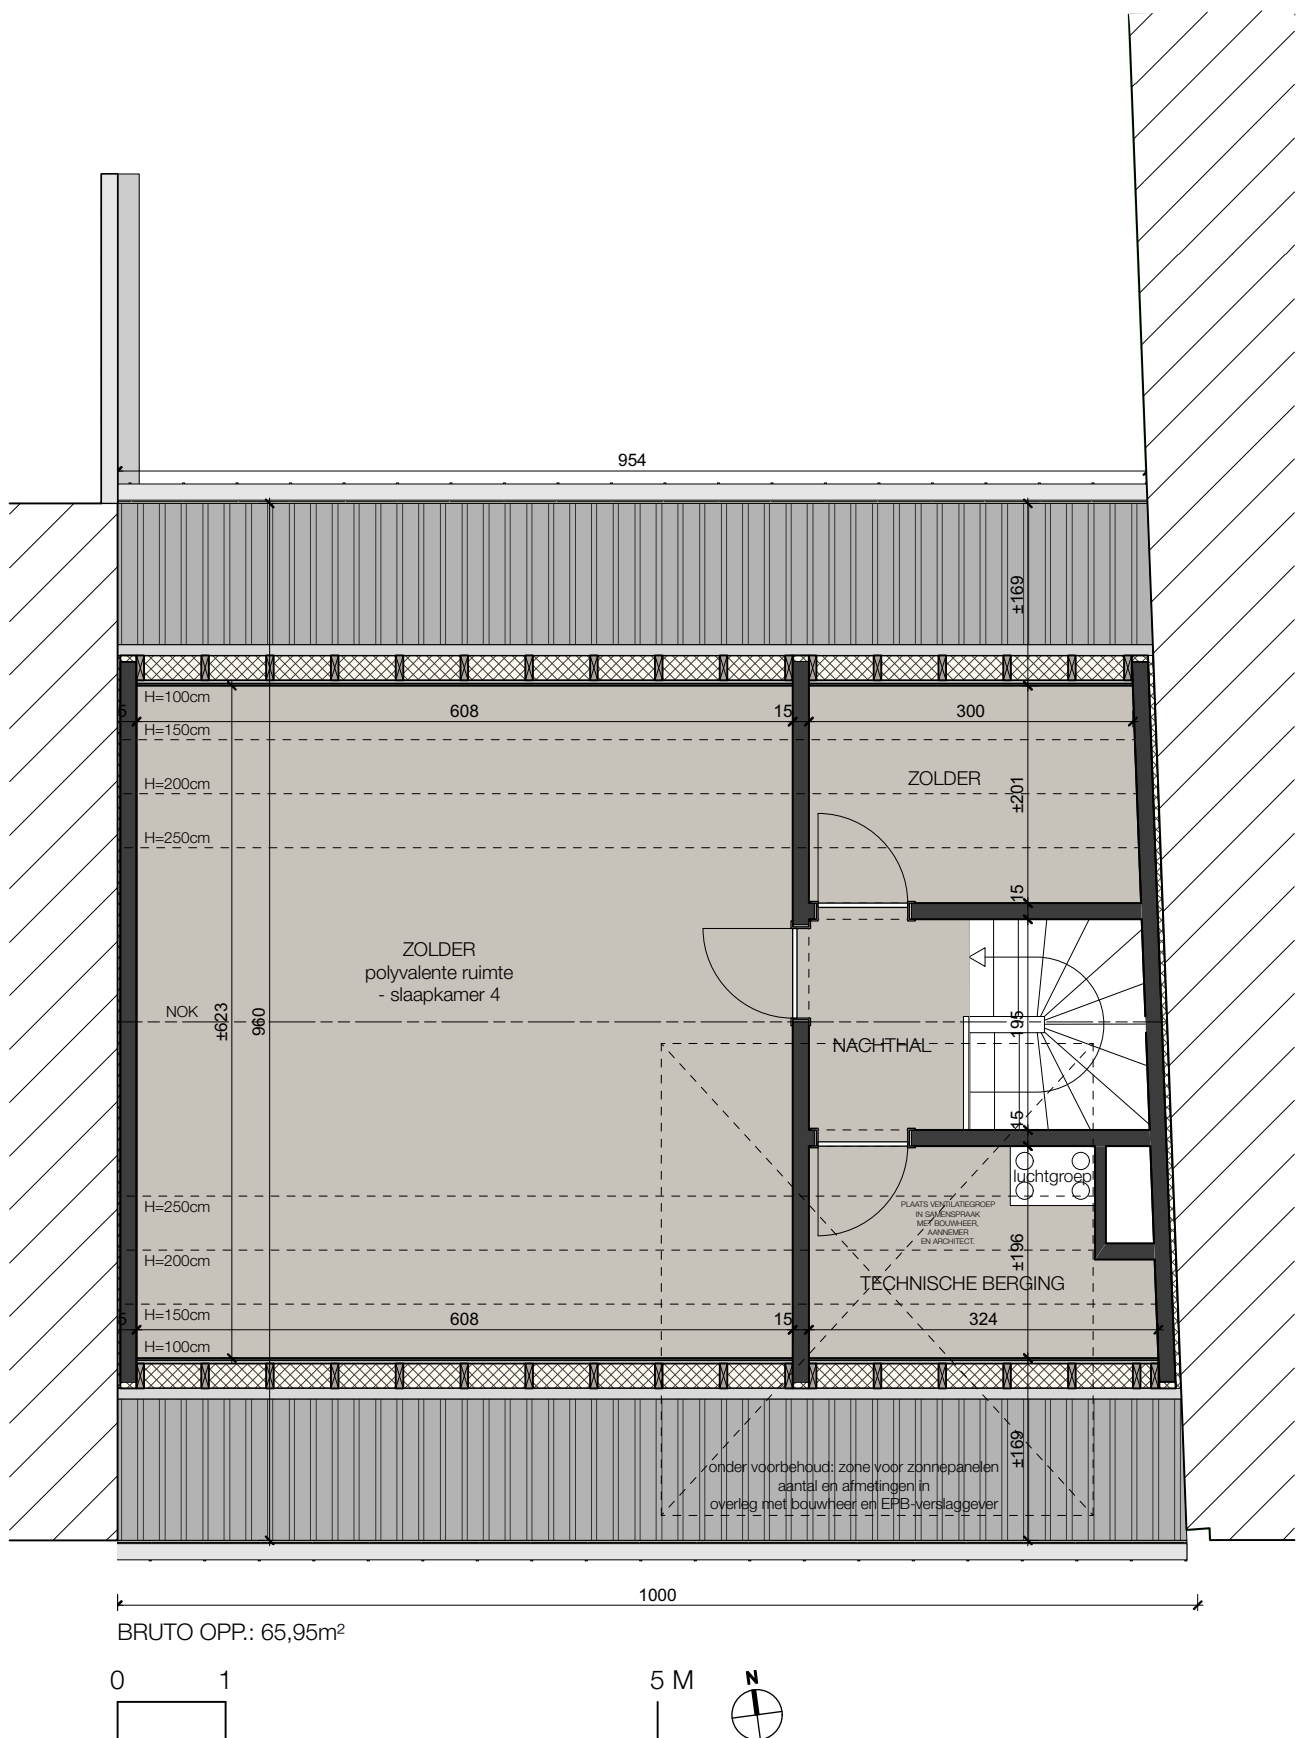 954
±169
H=100cm
5
608
15
300
H=150cm
H=200cm
ZOLDER
±201
H=250cm
15
ZOLDER
polyvalente ruimte
- slaapkamer 4
NOK
±623
960
195
NACHTHAL
15
luchtgroep
H=250cm
PLAATS VENTILATIEGROEP
IN SAMENSPRAAK
MET BOUWHEER,
AANNEMER
EN ARCHITECT.
±196
H=200cm
TECHNISCHE BERGING
H=150cm
5
608
15
324
H=100cm
±169
onder voorbehoud: zone voor zonnepanelen
aantal en afmetingen in
overleg met bouwheer en EPB-verslaggever
1000
BRUTO OPP.: 65,95m²
0 1 5 M
N